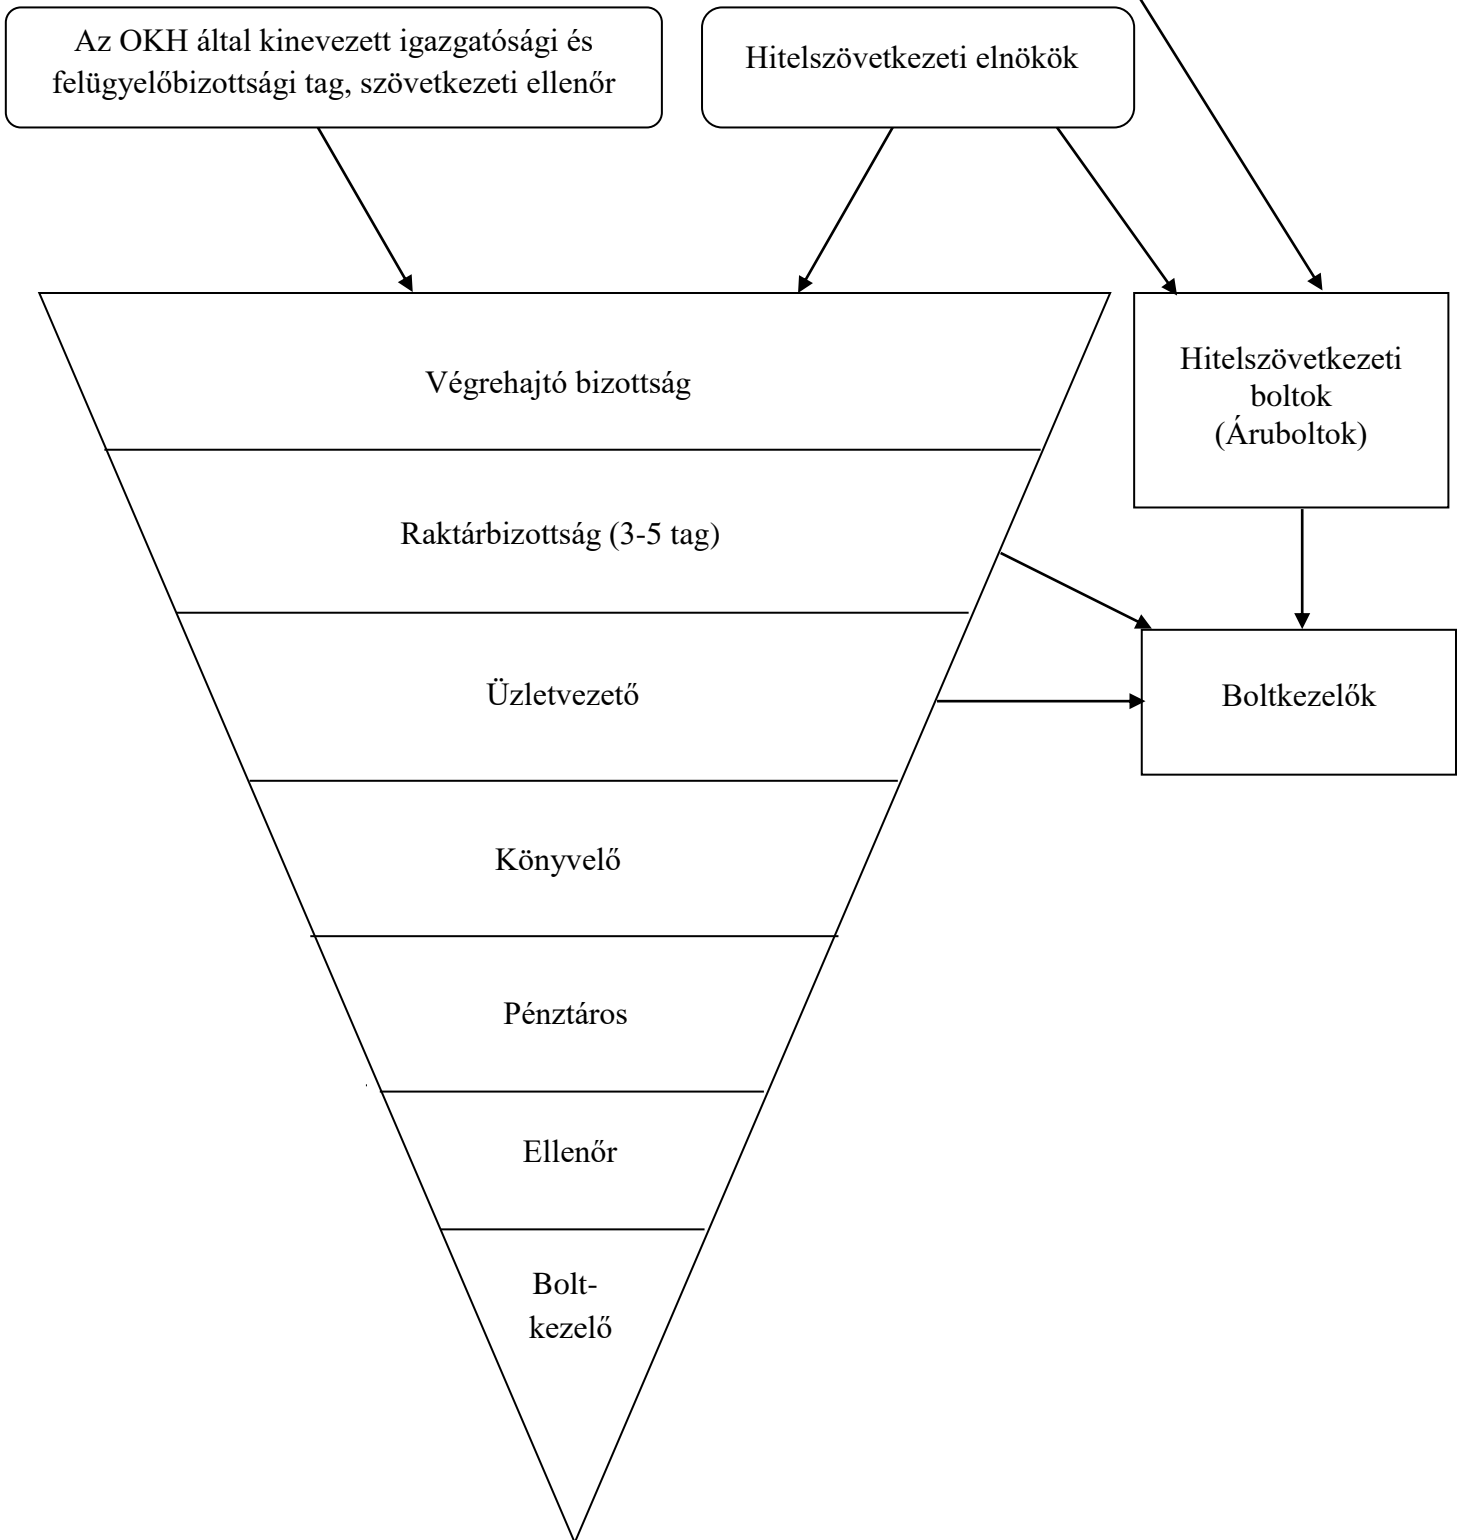 Az OKH által kinevezett igazgatósági és
felügyelőbizottsági tag, szövetkezeti ellenőr
Hitelszövetkezeti elnökök
Végrehajtó bizottság
Hitelszövetkezeti
boltok
(Áruboltok)
Raktárbizottság (3-5 tag)
Üzletvezető
Boltkezelők
Könyvelő
Pénztáros
Ellenőr
Bolt-
kezelő